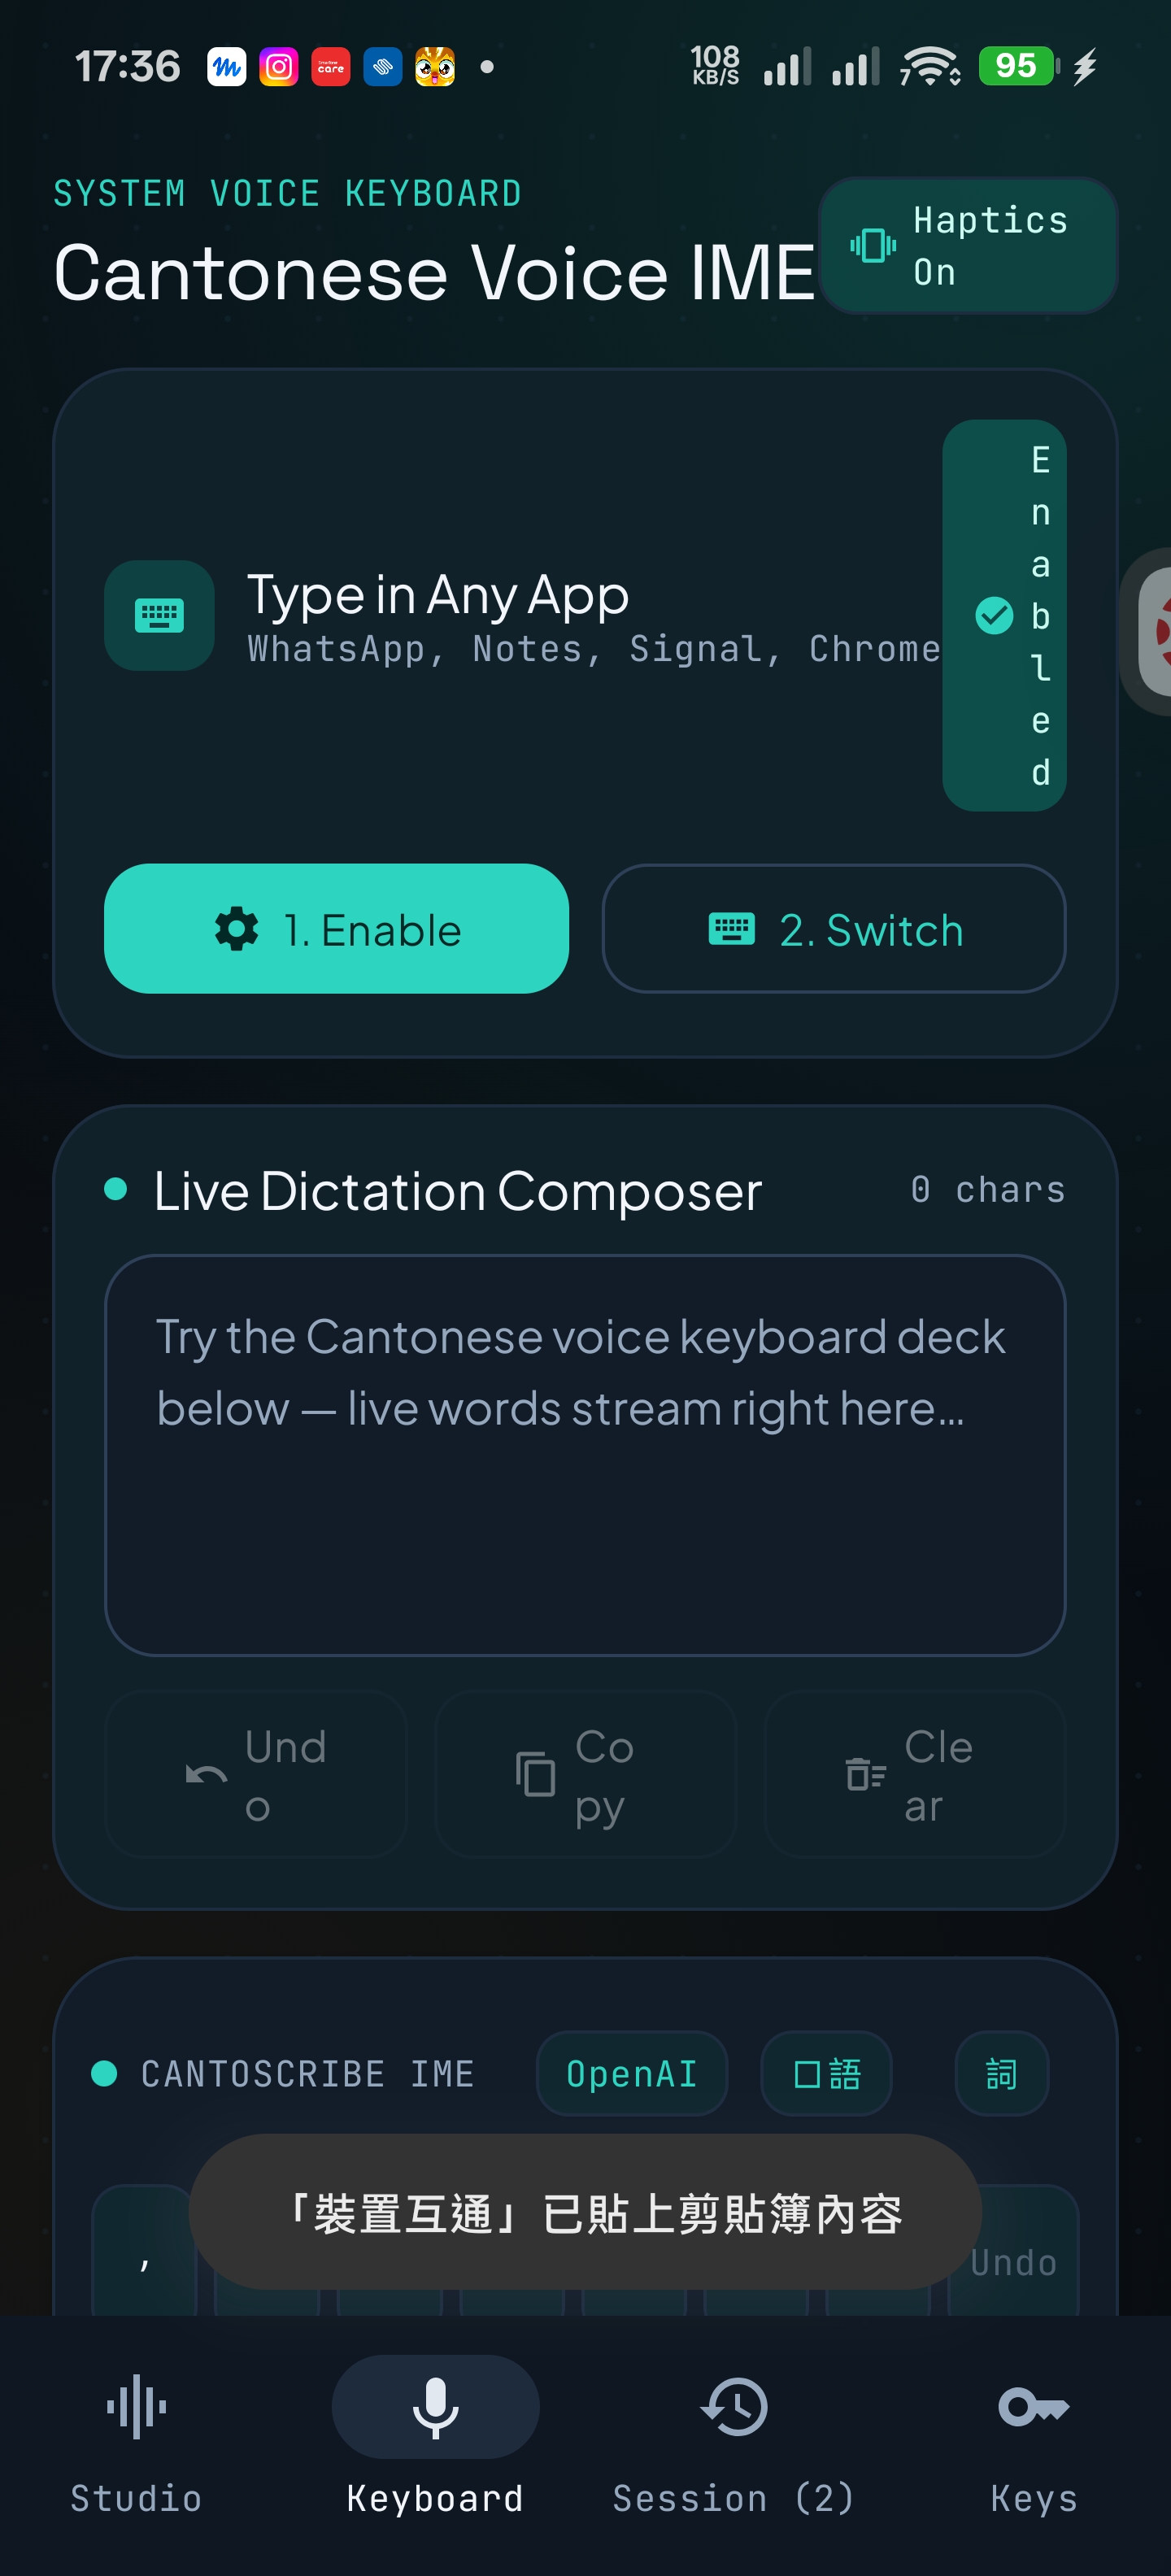 17:36
108
KB/S
7
95
SYSTEM VOICE KEYBOARD
Cantonese Voice IME
Haptics
On
Type in Any App
WhatsApp, Notes, Signal, Chrome
E
n
a
b
l
e
d
1. Enable
2. Switch
Live Dictation Composer
0 chars
Try the Cantonese voice keyboard deck
below — live words stream right here…
Und
o
Co
py
Cle
ar
CANTOSCRIBE IME
OpenAI
口語
詞
「裝置互通」已貼上剪貼簿內容
，
Undo
Studio
Keyboard
Session (2)
Keys